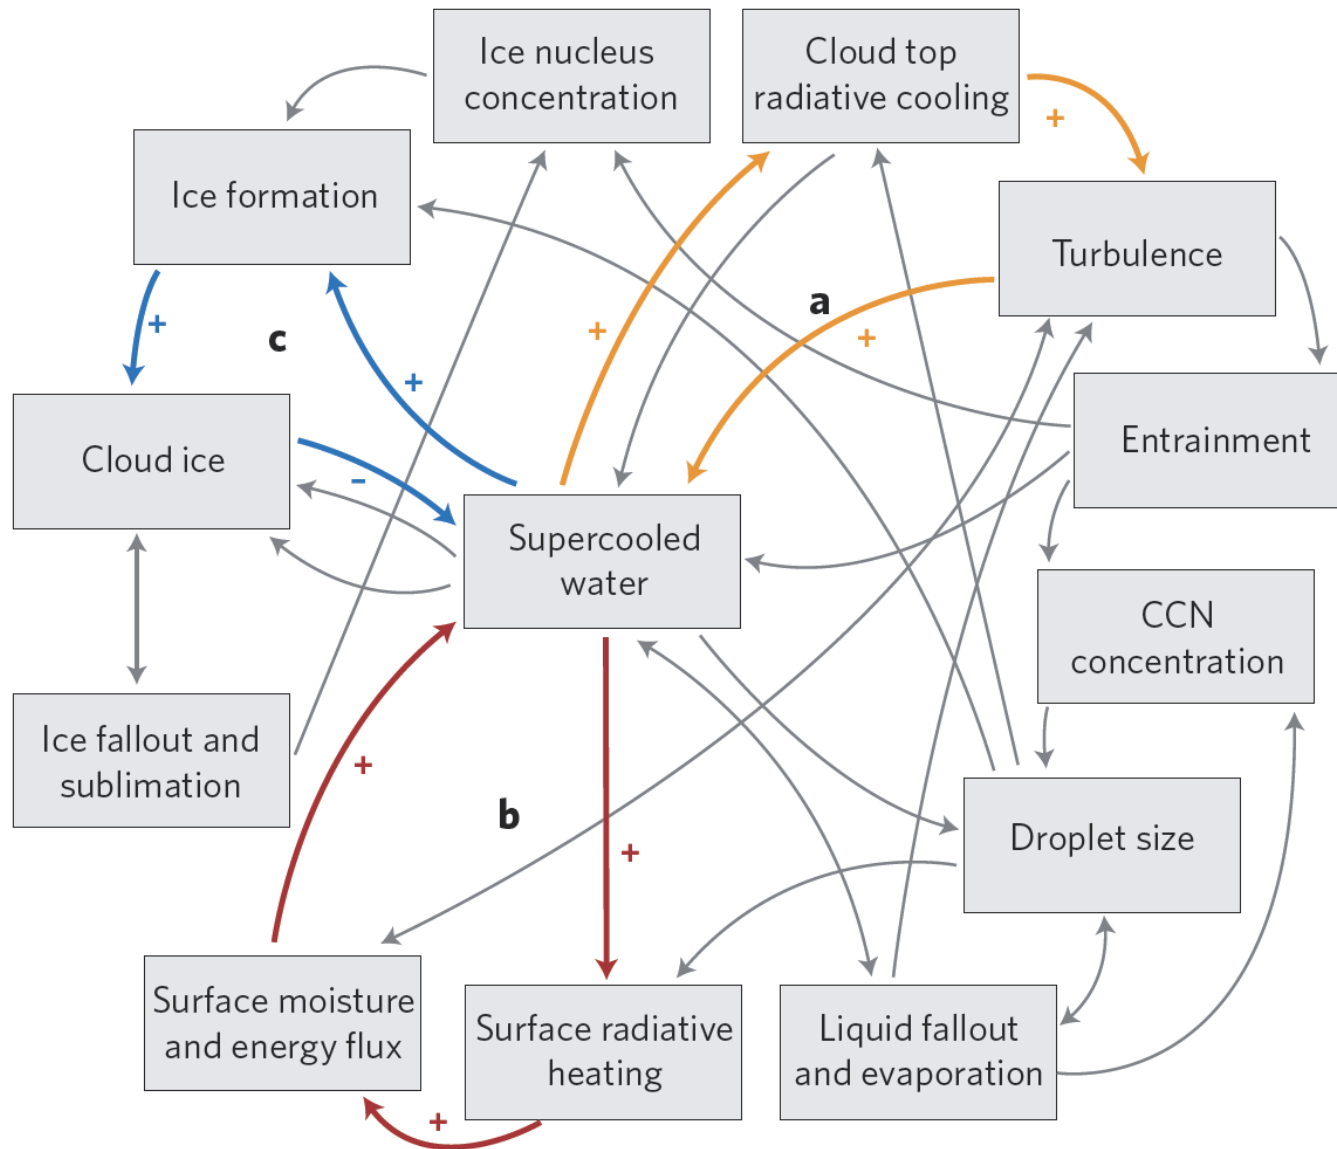 Ice nucleus
concentration
Cloud top
radiative cooling
+
Ice formation
Turbulence
+
c
+
+
a
+
Cloud ice
–
Entrainment
Supercooled
water
CCN
concentration
Ice fallout and
sublimation
+
b
+
Droplet size
Surface moisture
and energy flux
Surface radiative
heating
Liquid fallout
and evaporation
+